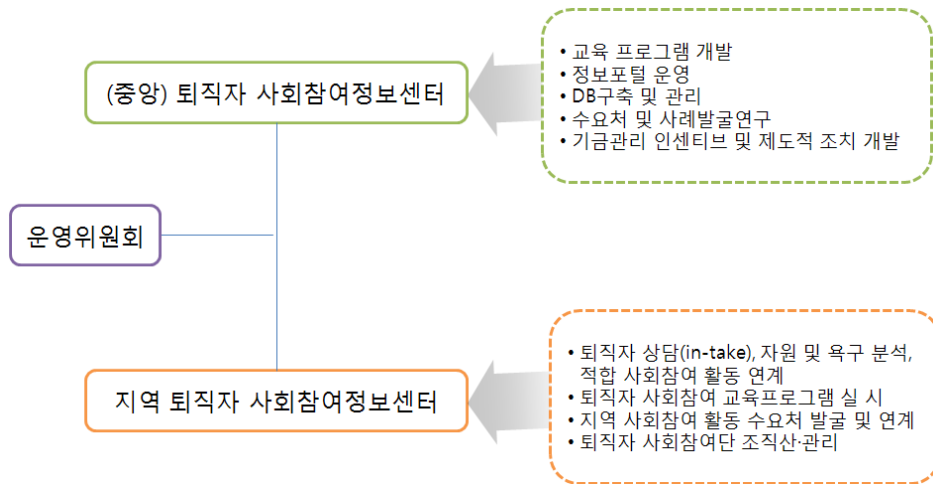 (중앙) 퇴직자 사회참여정보센터
• 교육 프로그램 개발
• 정보포털 운영
• DB구축 및 관리
• 수요처 및 사례발굴연구
• 기금관리 인센티브 및 제도적 조치 개발
운영위원회
지역 퇴직자 사회참여정보센터
• 퇴직자 상담(in-take), 자원 및 욕구 분석,
적합 사회참여 활동 연계
• 퇴직자 사회참여 교육프로그램 실 시
• 지역 사회참여 활동 수요처 발굴 및 연계
• 퇴직자 사회참여단 조직산·관리